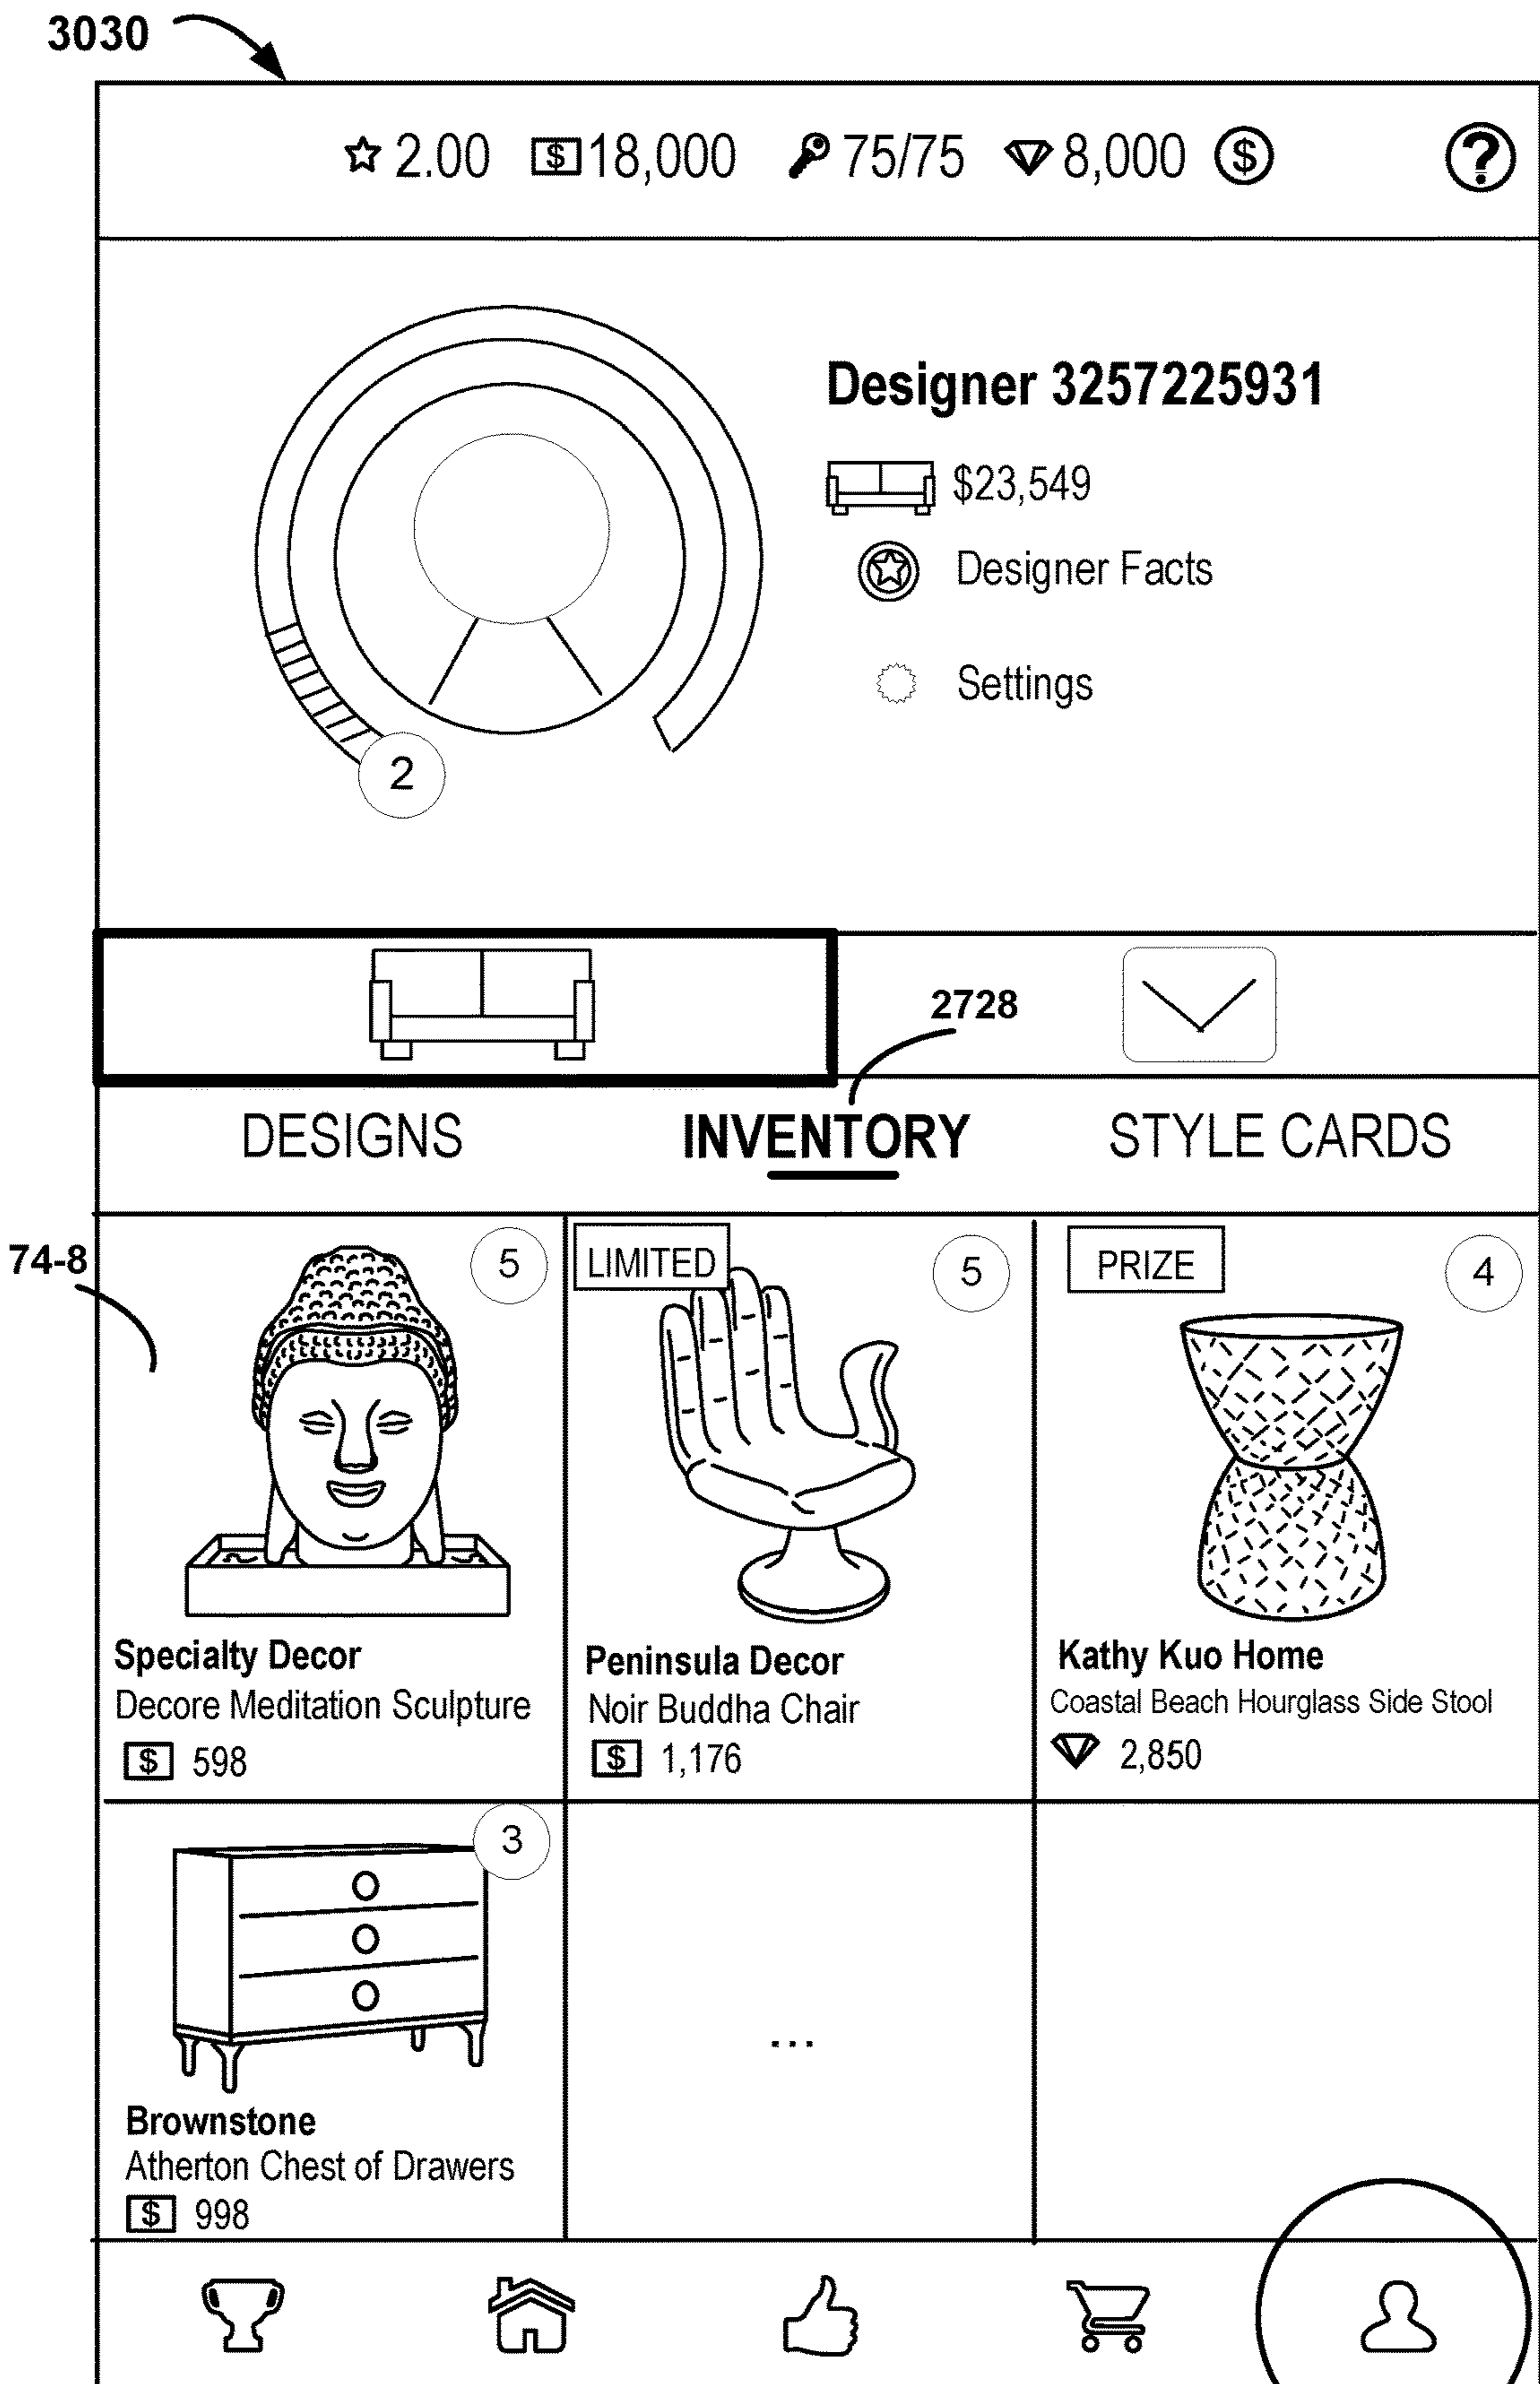 3030
2.00 $ 18,000 75/75 8,000 $ ?
Designer 3257225931
$23,549
Designer Facts
Settings
2
2728
DESIGNS INVENTORY STYLE CARDS
74-8
5 LIMITED 5 PRIZE 4
Specialty Decor
Decore Meditation Sculpture
$ 598
Peninsula Decor
Noir Buddha Chair
$ 1,176
Kathy Kuo Home
Coastal Beach Hourglass Side Stool
2,850
3
Brownstone
Atherton Chest of Drawers
$ 998
...